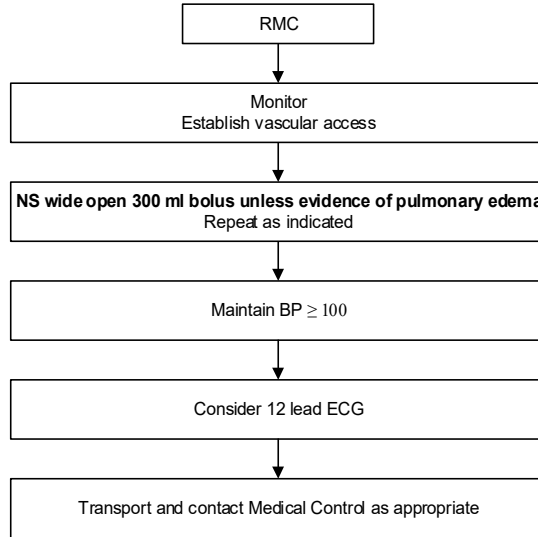 RMC
Monitor
Establish vascular access
NS wide open 300 ml bolus unless evidence of pulmonary edema
Repeat as indicated
Maintain BP ≥ 100
Consider 12 lead ECG
Transport and contact Medical Control as appropriate